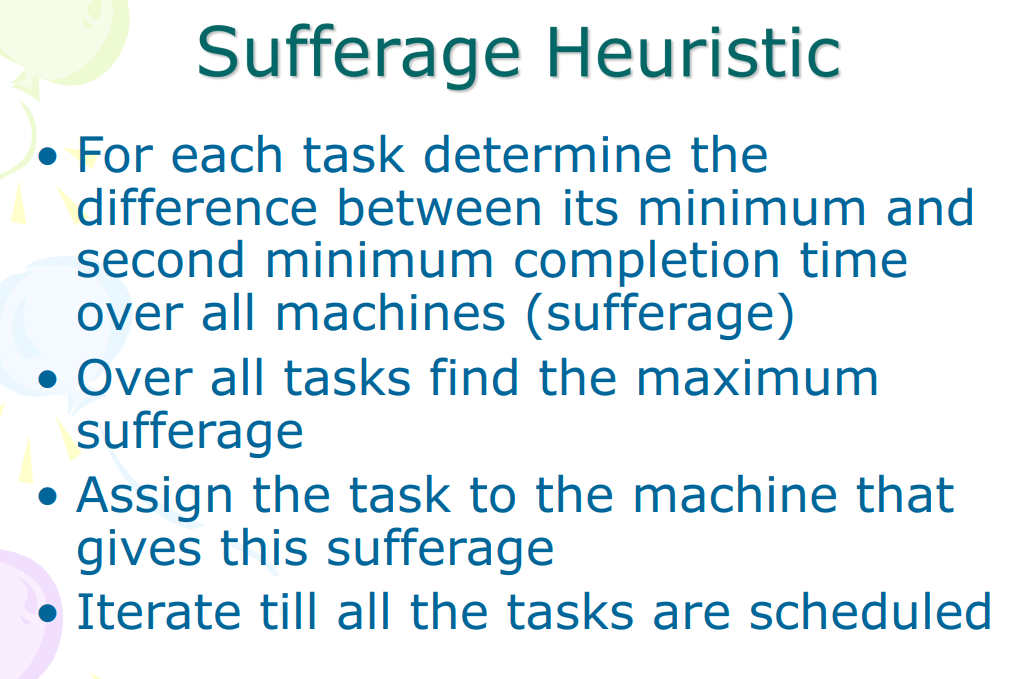 Sufferage Heuristic
• For each task determine the
difference between its minimum and
second minimum completion time
over all machines (sufferage)
• Over all tasks find the maximum
sufferage
• Assign the task to the machine that
gives this sufferage
• Iterate till all the tasks are scheduled